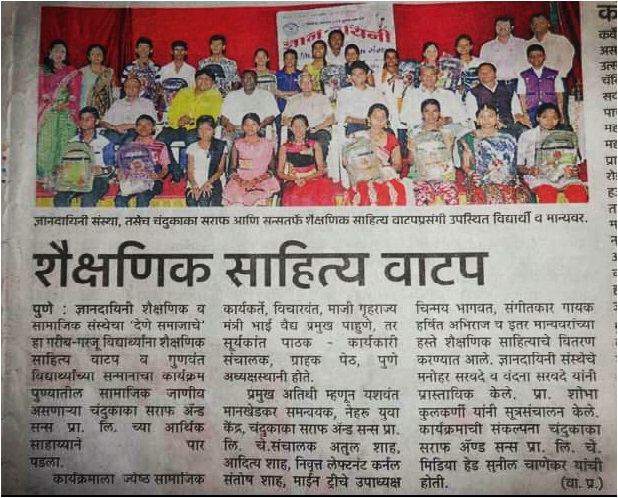 ज्ञानदायिनी
ज्ञानदायिनी संस्था, तसेच चंदुकाका सराफ आणि सन्सतर्फे शैक्षणिक साहित्य वाटपप्रसंगी उपस्थित विद्यार्थी व मान्यवर.
शैक्षणिक साहित्य वाटप
पुणे : ज्ञानदायिनी शैक्षणिक व
सामाजिक संस्थेचा 'देणे समाजाचे'
हा गरीब-गरजू विद्यार्थ्यांना शैक्षणिक
साहित्य वाटप व गुणवंत
विद्यार्थ्यांच्या सन्मानाचा कार्यक्रम
पुण्यातील सामाजिक जाणीव
असणाऱ्या चंदुकाका सराफ अँन्ड
सन्स प्रा. लि. च्या आर्थिक
साहाय्याने पार
पडला.
कार्यक्रमाला ज्येष्ठ सामाजिक
कार्यकर्ते, विचारवंत, माजी गृहराज्य
मंत्री भाई वैद्य प्रमुख पाहुणे, तर
सूर्यकांत पाठक - कार्यकारी
संचालक, ग्राहक पेठ, पुणे
अध्यक्षस्थानी होते.
प्रमुख अतिथी म्हणून यशवंत
मानखेडकर समन्वयक, नेहरू युवा
केंद्र, चंदुकाका सराफ अँन्ड सन्स प्रा.
लि. चे.संचालक अतुल शाह,
आदित्य शाह, निवृत्त लेफ्टनंट कर्नल
संतोष शाह, माईन ट्रीचे उपाध्यक्ष
चिन्मय भागवत, संगीतकार गायक
हर्षित अभिराज व इतर मान्यवरांच्या
हस्ते शैक्षणिक साहित्याचे वितरण
करण्यात आले. ज्ञानदायिनी संस्थेचे
मनोहर सरवदे व वंदना सरवदे यांनी
प्रास्ताविक केले. प्रा. शोभा
कुलकर्णी यांनी सूत्रसंचालन केले.
कार्यक्रमाची संकल्पना चंदुकाका
सराफ अँण्ड सन्स प्रा. लि. चे.
मिडिया हेड सुनील चाणेकर यांची
होती. (वा. प्र.)